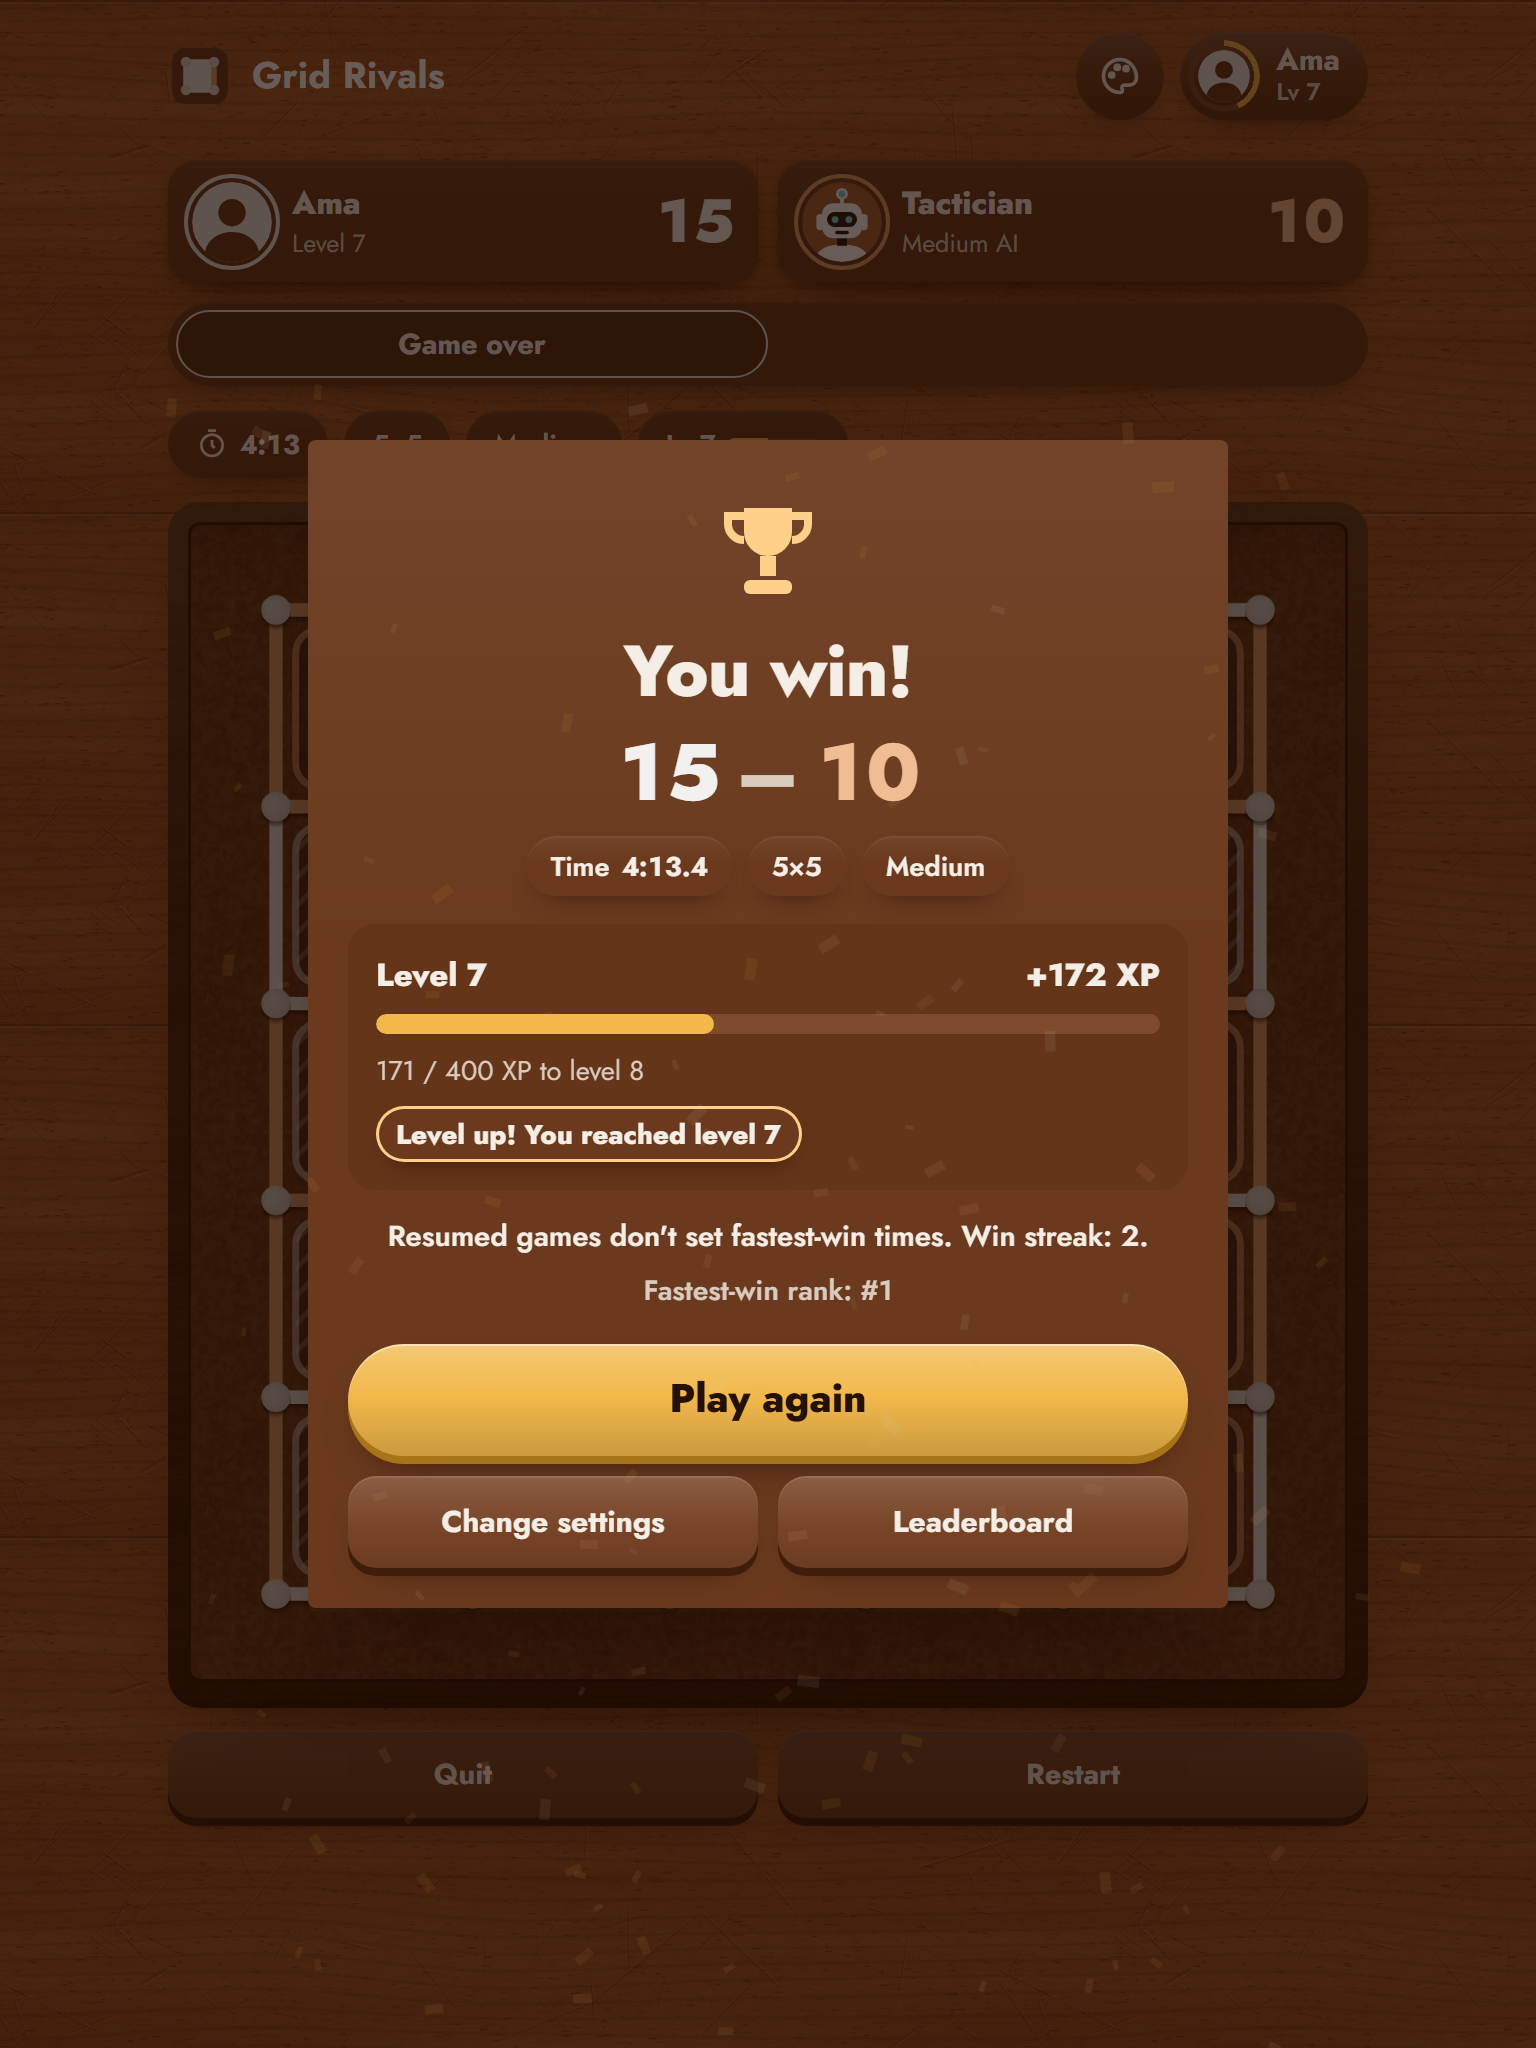 Grid Rivals
Ama
Lv 7
Ama
Level 7
15
Tactician
Medium AI
10
Game over
4:13
You win!
15 – 10
Time 4:13.4
5×5
Medium
Level 7
+172 XP
171 / 400 XP to level 8
Level up! You reached level 7
Resumed games don't set fastest-win times. Win streak: 2.
Fastest-win rank: #1
Play again
Change settings
Leaderboard
Quit
Restart